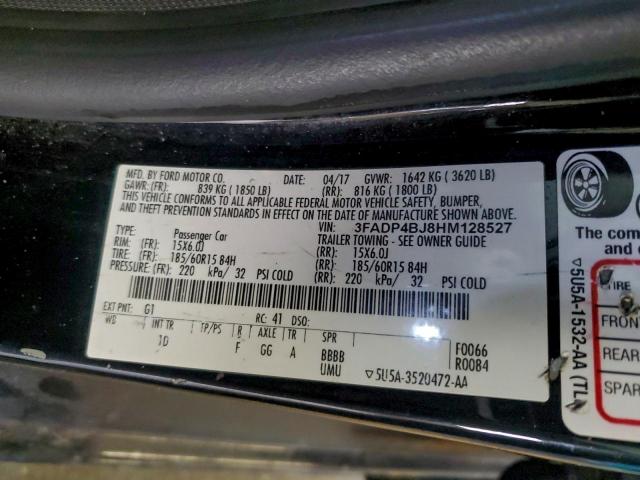 MFD. BY FORD MOTOR CO. DATE: 04/17 GVWR: 1642 KG ( 3620 LB)
GAWR: (FR): 839 KG ( 1850 LB) (RR): 816 KG ( 1800 LB)
THIS VEHICLE CONFORMS TO ALL APPLICABLE FEDERAL MOTOR VEHICLE SAFETY, BUMPER,
AND THEFT PREVENTION STANDARDS IN EFFECT ON THE DATE OF MANUFACTURE SHOWN ABOVE.
VIN: 3FADP4BJ8HM128527
TYPE: Passenger Car TRAILER TOWING - SEE OWNER GUIDE
RIM: (FR): 15X6.0J (RR): 15X6.0J
TIRE: (FR): 185/60R15 84H (RR): 185/60R15 84H
PRESSURE: (FR): 220 kPa/ 32 PSI COLD (RR): 220 kPa/ 32 PSI COLD
EXT PNT: G1 RC: 41 DSO:
WB INT TR TP/PS R AXLE TR SPR
1D F GG A BBBB F0066
UMU R0084
▽5U5A-3520472-AA
The com
cause
TIRE
FRON
REAR
SPAR
▽5U5A-1532-AA (TL